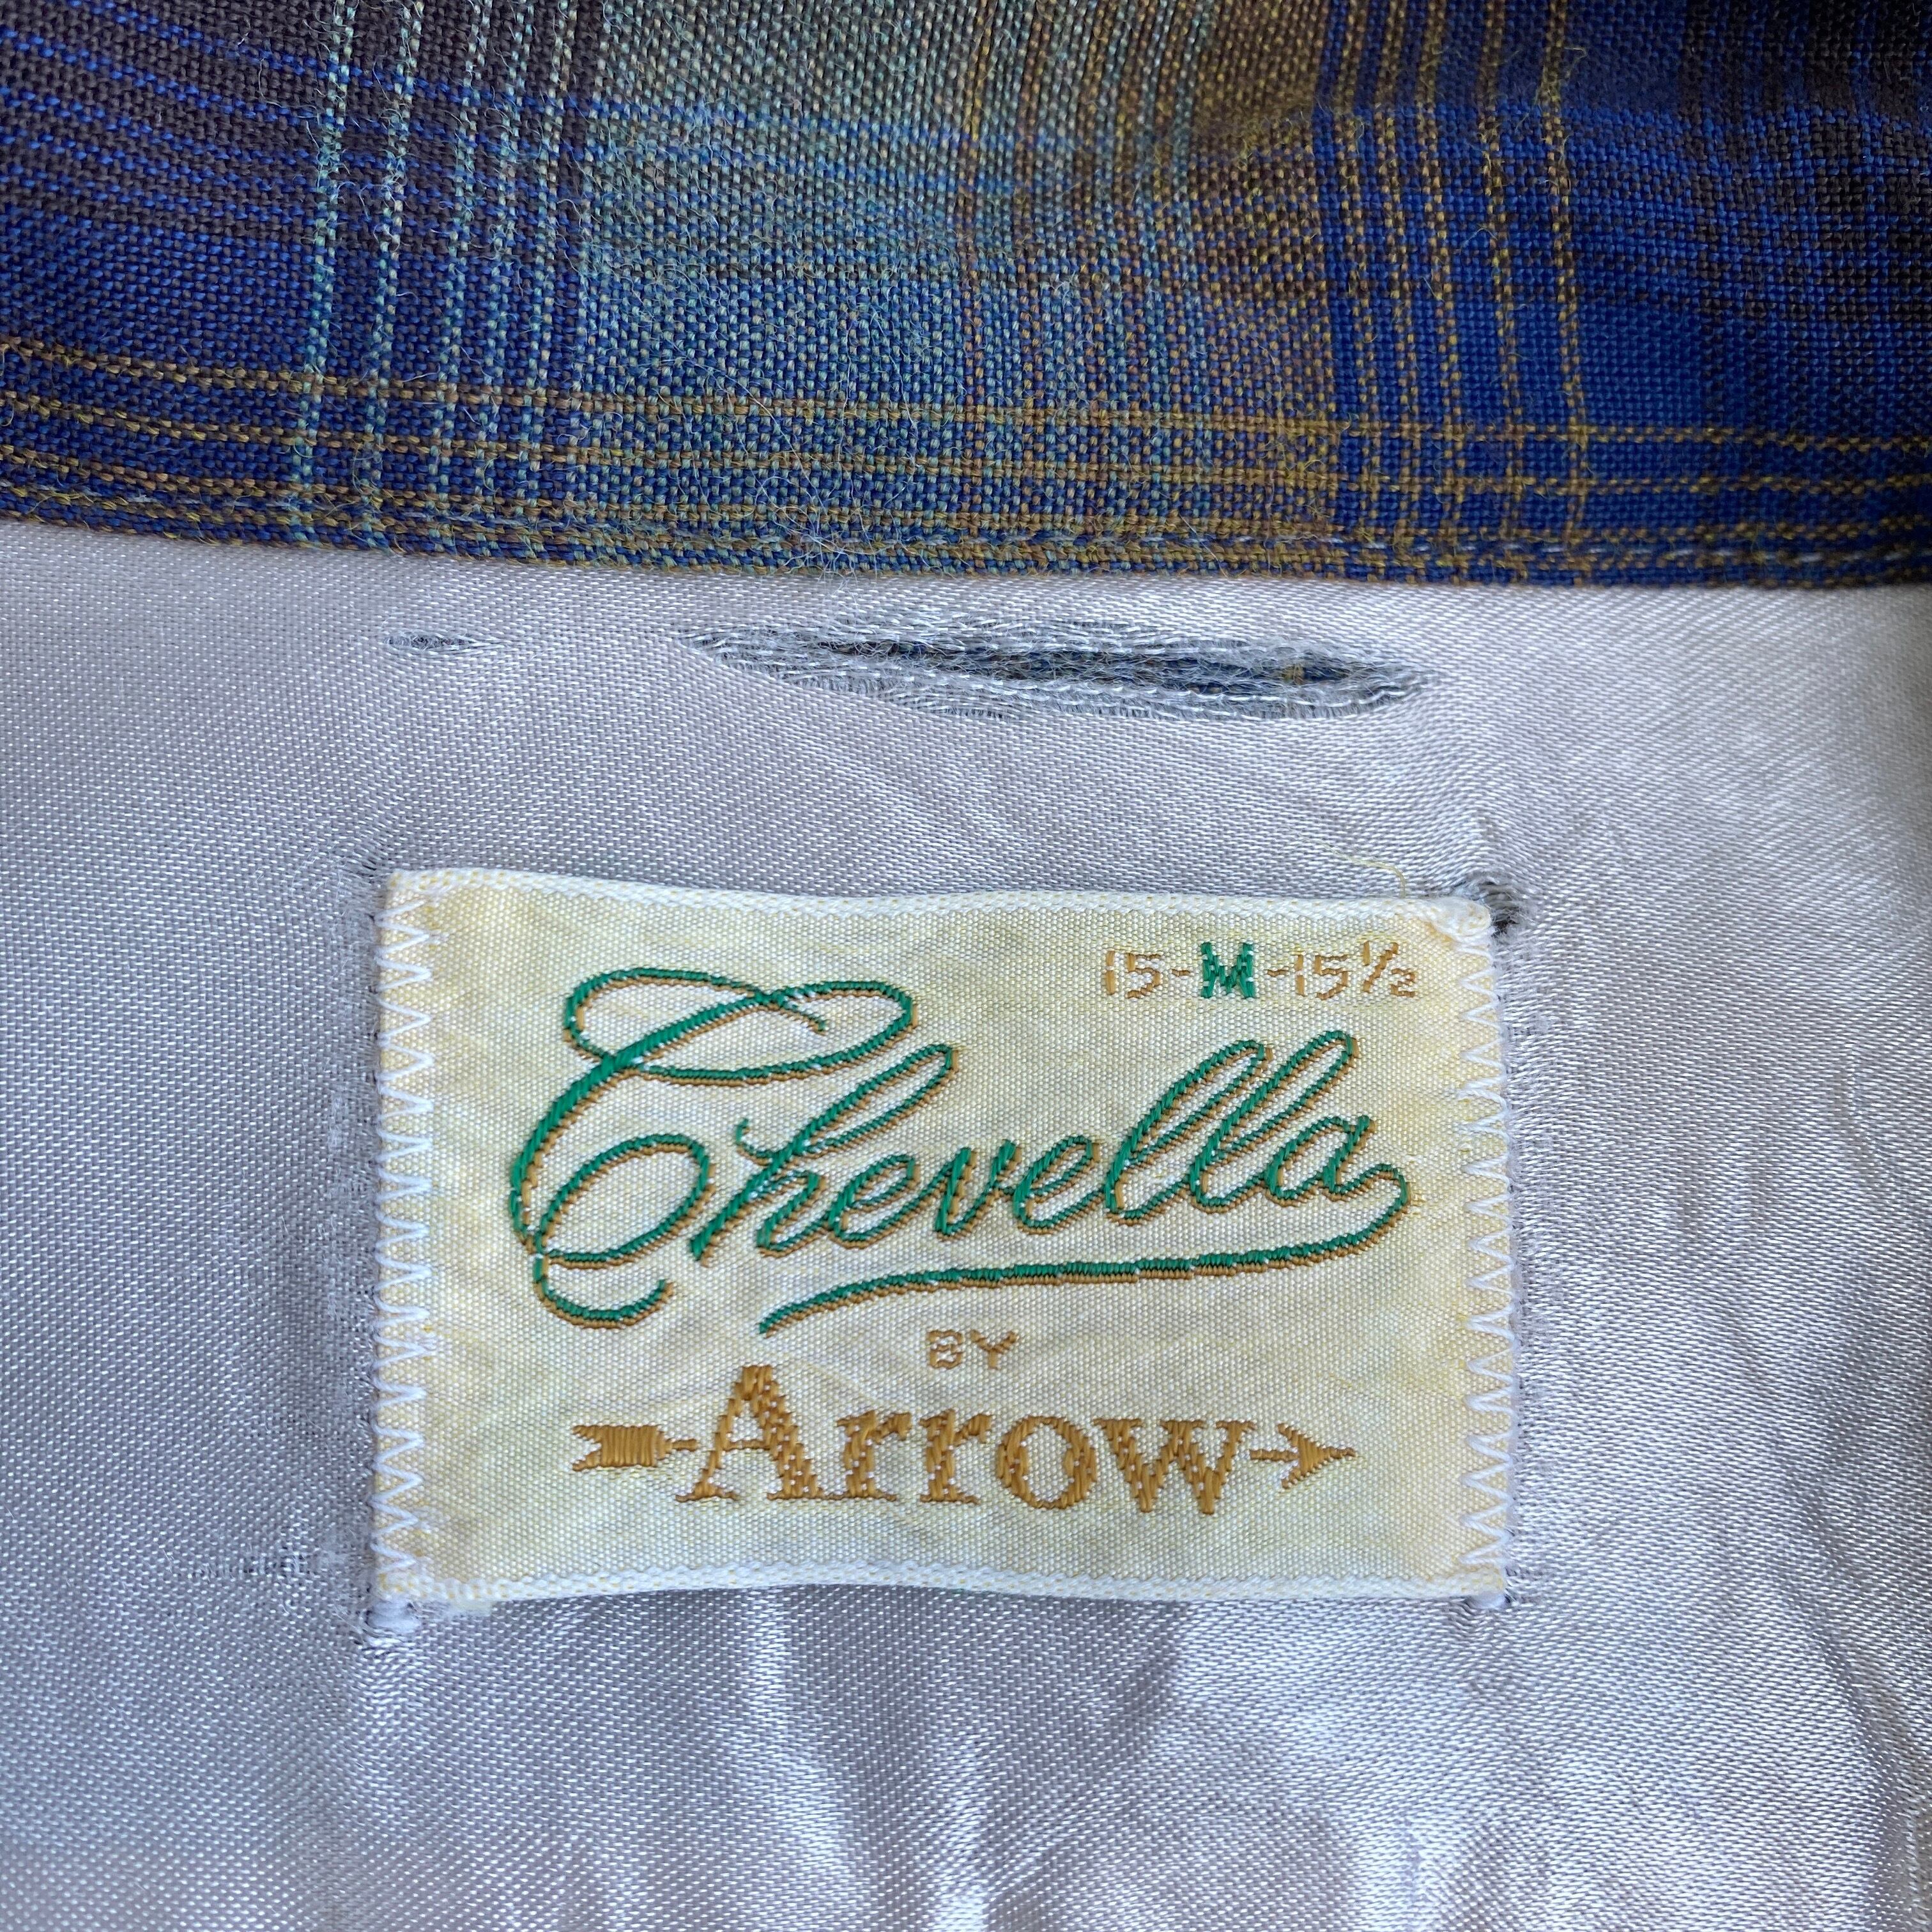 15-M-15½
Chevella
BY
Arrow